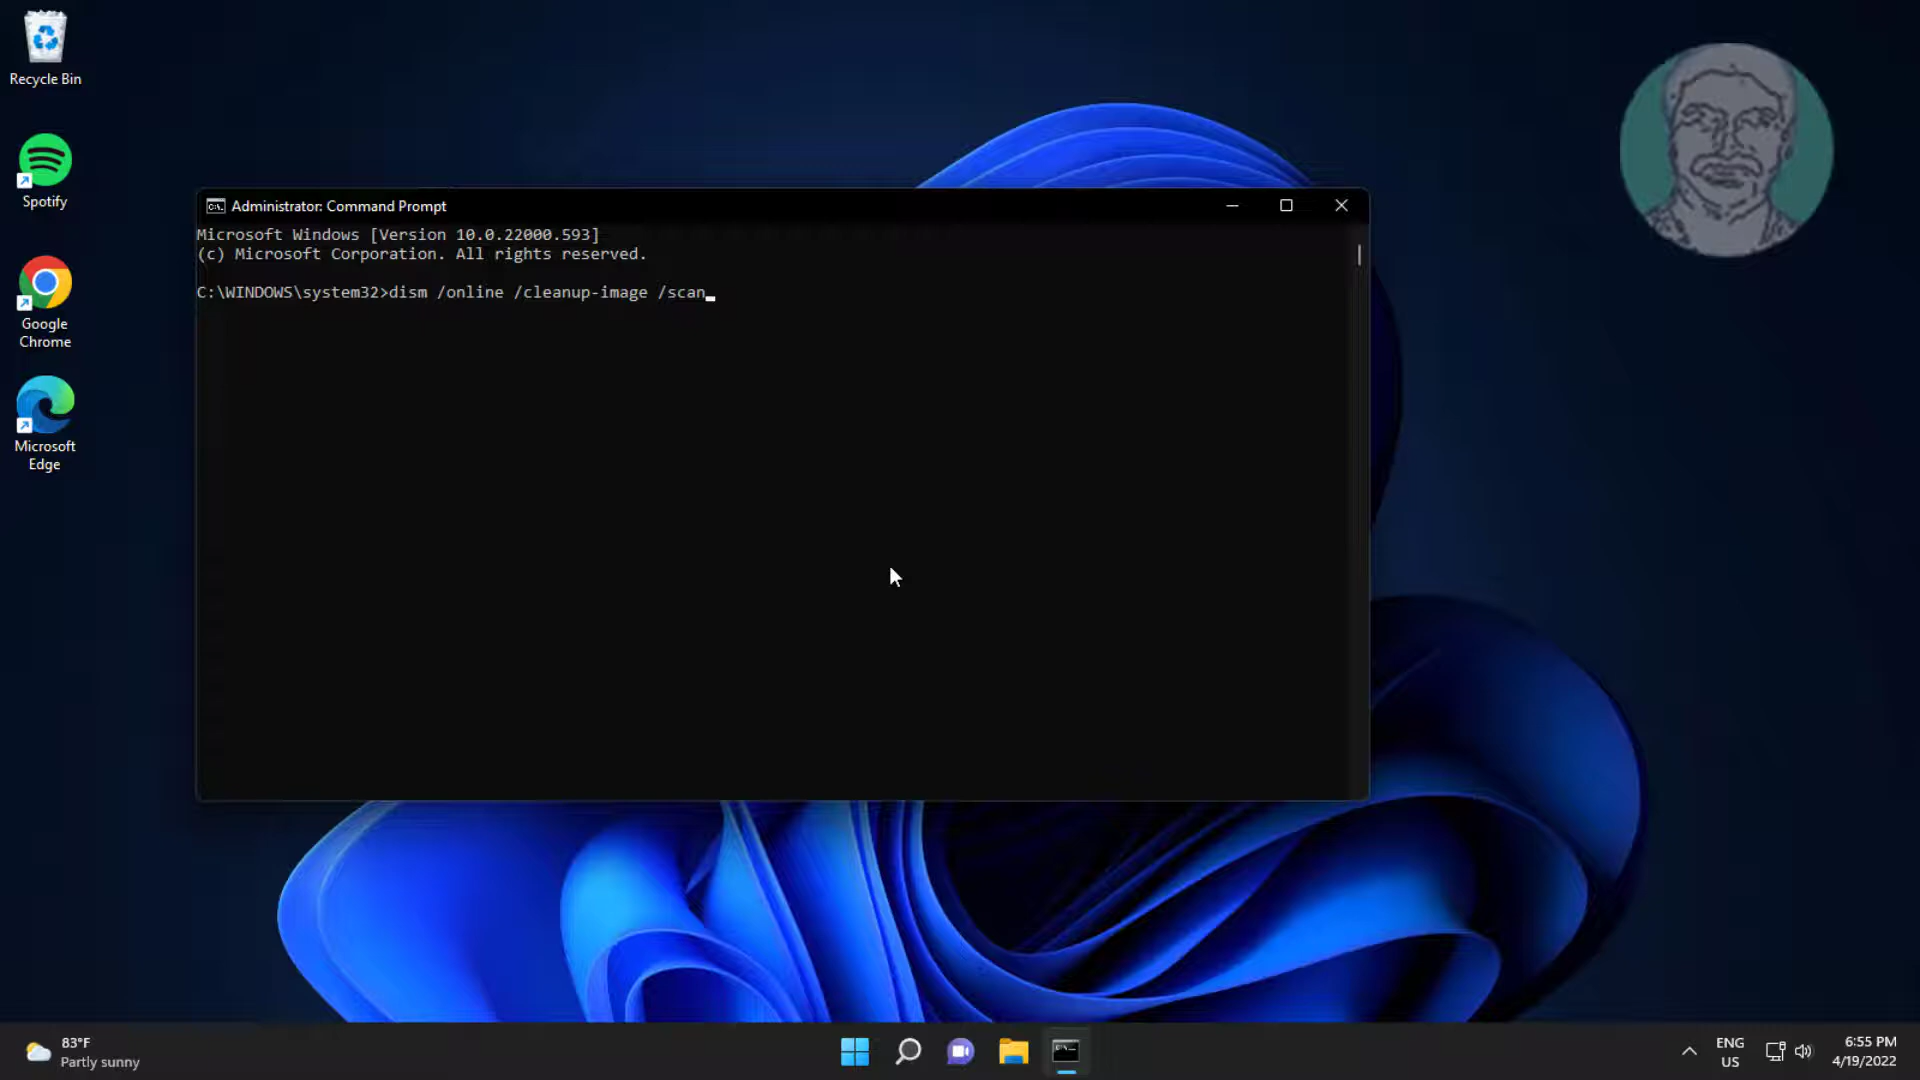 Recycle Bin
Spotify
Google
Chrome
Microsoft
Edge
Administrator: Command Prompt
Microsoft Windows [Version 10.0.22000.593]
(c) Microsoft Corporation. All rights reserved.
C:\WINDOWS\system32>dism /online /cleanup-image /scan
83°F
Partly sunny
ENG
US
6:55 PM
4/19/2022